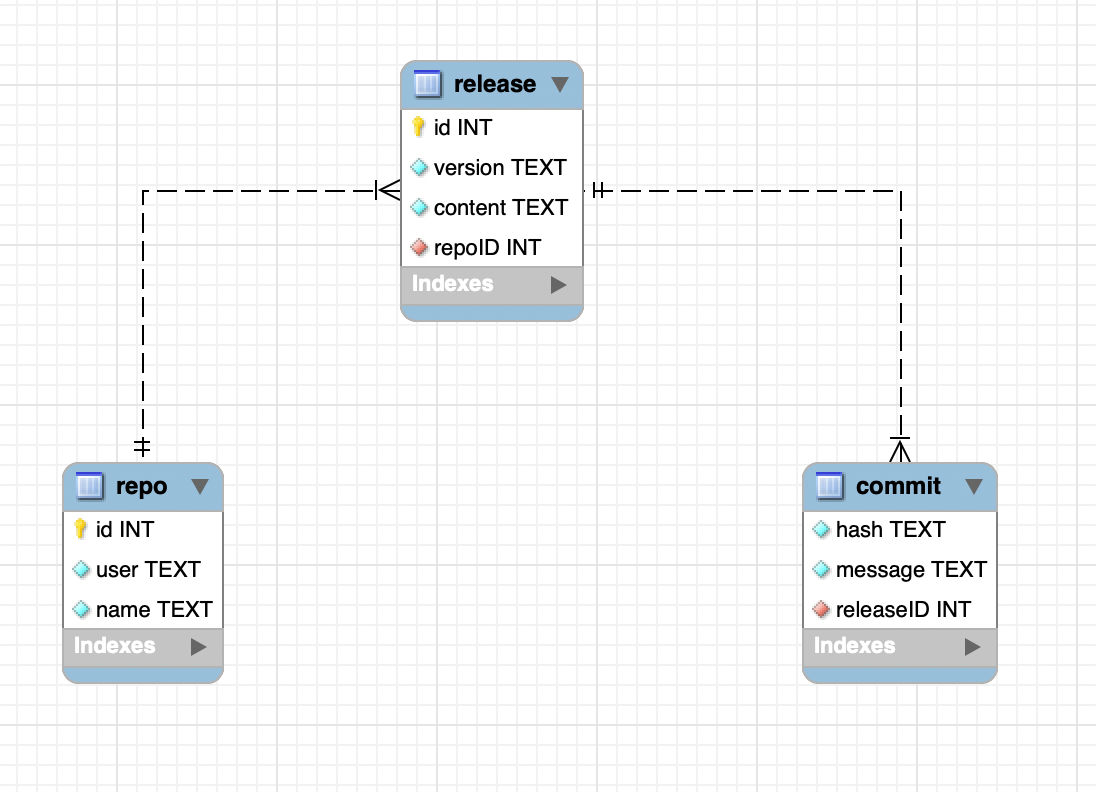 release
id INT
version TEXT
content TEXT
repoID INT
Indexes
repo
id INT
user TEXT
name TEXT
Indexes
commit
hash TEXT
message TEXT
releaseID INT
Indexes